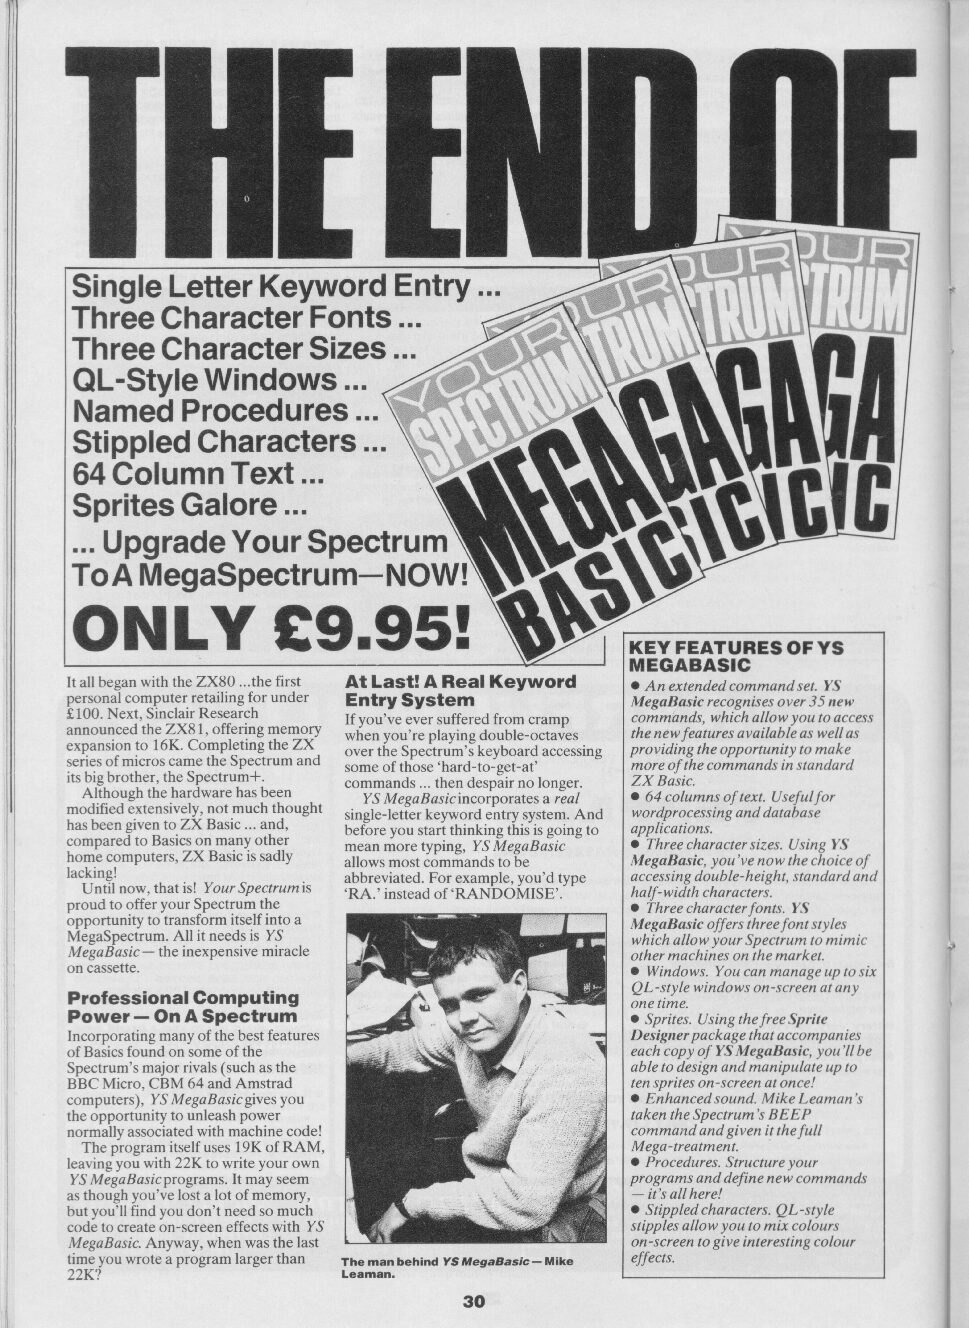 THE END OF
Single Letter Keyword Entry ...
Three Character Fonts ...
Three Character Sizes ...
QL-Style Windows ...
Named Procedures ...
Stippled Characters ...
64 Column Text ...
Sprites Galore ...
... Upgrade Your Spectrum
To A MegaSpectrum—NOW!
ONLY £9.95!
YOUR
SPECTRUM
MEGA
BASIC
YOUR
TRUM
GA
SIC
YOUR
TRUM
GA
IC
YOUR
TRUM
GA
IC
It all began with the ZX80 ...the first
personal computer retailing for under
£100. Next, Sinclair Research
announced the ZX81, offering memory
expansion to 16K. Completing the ZX
series of micros came the Spectrum and
its big brother, the Spectrum+.
Although the hardware has been
modified extensively, not much thought
has been given to ZX Basic ... and,
compared to Basics on many other
home computers, ZX Basic is sadly
lacking!
Until now, that is! Your Spectrum is
proud to offer your Spectrum the
opportunity to transform itself into a
MegaSpectrum. All it needs is YS
MegaBasic — the inexpensive miracle
on cassette.
Professional Computing
Power — On A Spectrum
Incorporating many of the best features
of Basics found on some of the
Spectrum's major rivals (such as the
BBC Micro, CBM 64 and Amstrad
computers), YS MegaBasic gives you
the opportunity to unleash power
normally associated with machine code!
The program itself uses 19K of RAM,
leaving you with 22K to write your own
YS MegaBasic programs. It may seem
as though you've lost a lot of memory,
but you'll find you don't need so much
code to create on-screen effects with YS
MegaBasic. Anyway, when was the last
time you wrote a program larger than
22K?
At Last! A Real Keyword
Entry System
If you've ever suffered from cramp
when you're playing double-octaves
over the Spectrum's keyboard accessing
some of those 'hard-to-get-at'
commands ... then despair no longer.
YS MegaBasic incorporates a real
single-letter keyword entry system. And
before you start thinking this is going to
mean more typing, YS MegaBasic
allows most commands to be
abbreviated. For example, you'd type
'RA.' instead of 'RANDOMISE'.
The man behind YS MegaBasic — Mike
Leaman.
KEY FEATURES OF YS
MEGABASIC
● An extended command set. YS
MegaBasic recognises over 35 new
commands, which allow you to access
the new features available as well as
providing the opportunity to make
more of the commands in standard
ZX Basic.
● 64 columns of text. Useful for
wordprocessing and database
applications.
● Three character sizes. Using YS
MegaBasic, you've now the choice of
accessing double-height, standard and
half-width characters.
● Three character fonts. YS
MegaBasic offers three font styles
which allow your Spectrum to mimic
other machines on the market.
● Windows. You can manage up to six
QL-style windows on-screen at any
one time.
● Sprites. Using the free Sprite
Designer package that accompanies
each copy of YS MegaBasic, you'll be
able to design and manipulate up to
ten sprites on-screen at once!
● Enhanced sound. Mike Leaman's
taken the Spectrum's BEEP
command and given it the full
Mega-treatment.
● Procedures. Structure your
programs and define new commands
— it's all here!
● Stippled characters. QL-style
stipples allow you to mix colours
on-screen to give interesting colour
effects.
30